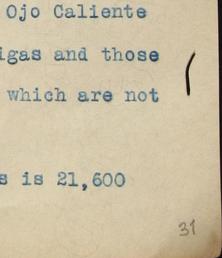 Ojo Caliente
igas and those
which are not
s is 21,600
31